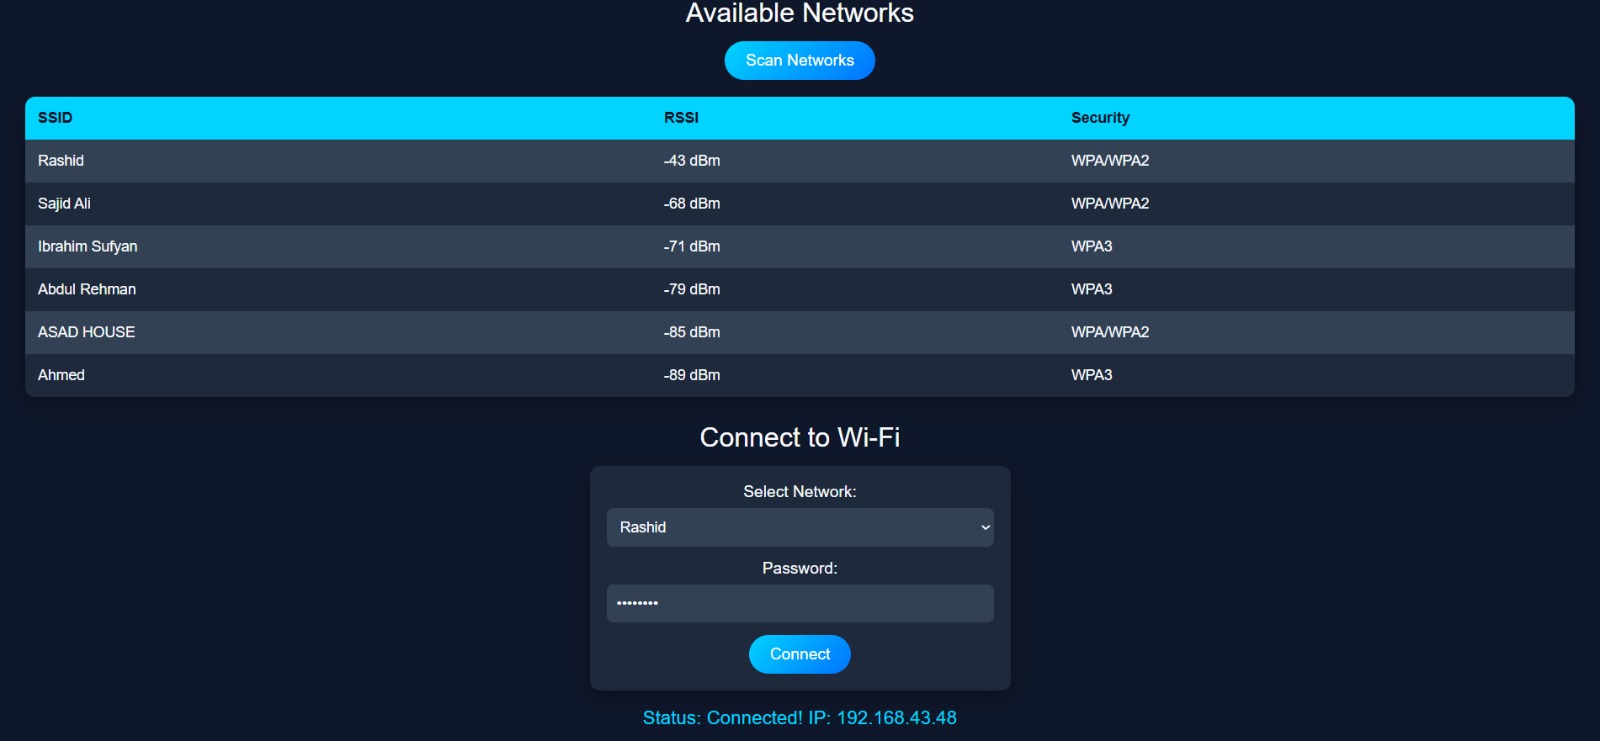 Available Networks
Scan Networks
SSID RSSI Security
Rashid -43 dBm WPA/WPA2
Sajid Ali -68 dBm WPA/WPA2
Ibrahim Sufyan -71 dBm WPA3
Abdul Rehman -79 dBm WPA3
ASAD HOUSE -85 dBm WPA/WPA2
Ahmed -89 dBm WPA3
Connect to Wi-Fi
Select Network:
Rashid
Password:
••••••••
Connect
Status: Connected! IP: 192.168.43.48